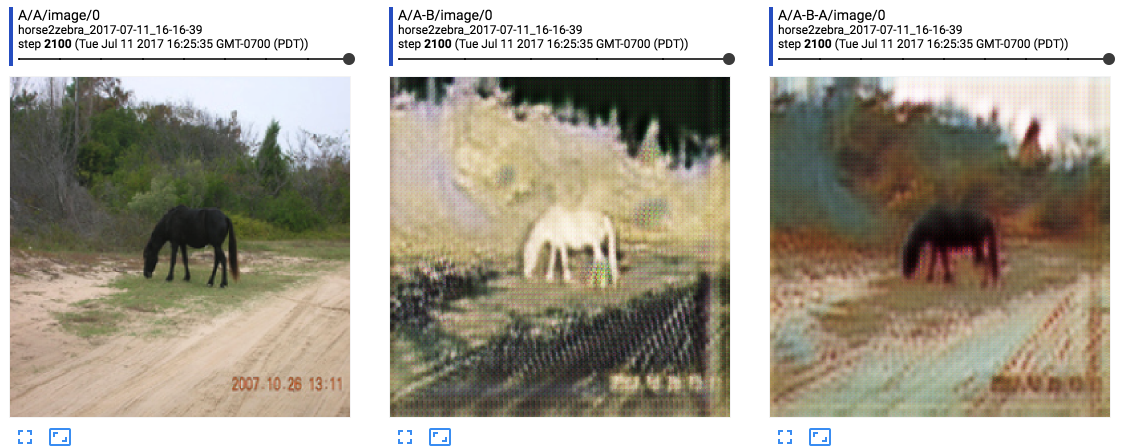 A/A/image/0
horse2zebra_2017-07-11_16-16-39
step 2100 (Tue Jul 11 2017 16:25:35 GMT-0700 (PDT))
A/A-B/image/0
horse2zebra_2017-07-11_16-16-39
step 2100 (Tue Jul 11 2017 16:25:35 GMT-0700 (PDT))
A/A-B-A/image/0
horse2zebra_2017-07-11_16-16-39
step 2100 (Tue Jul 11 2017 16:25:35 GMT-0700 (PDT))
2007 10 26 13:11